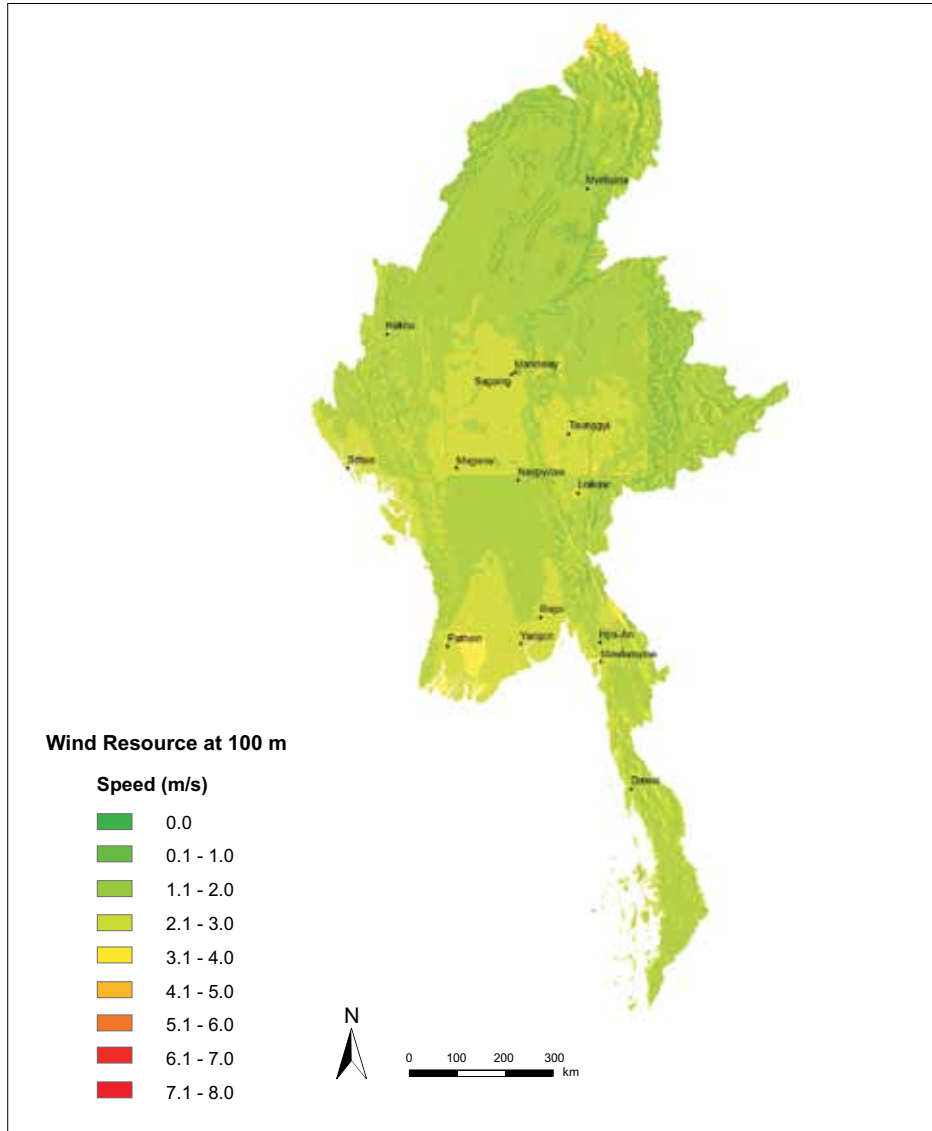 Myitkyina
Hakha
Mandalay
Sagaing
Taunggyi
Sittwe
Magway
Naypyitaw
Loikaw
Bago
Pathein
Yangon
Hpa-An
Mawlamyine
Dawei
Wind Resource at 100 m
Speed (m/s)
0.0
0.1 - 1.0
1.1 - 2.0
2.1 - 3.0
3.1 - 4.0
4.1 - 5.0
5.1 - 6.0
6.1 - 7.0
7.1 - 8.0
N
0 100 200 300
km